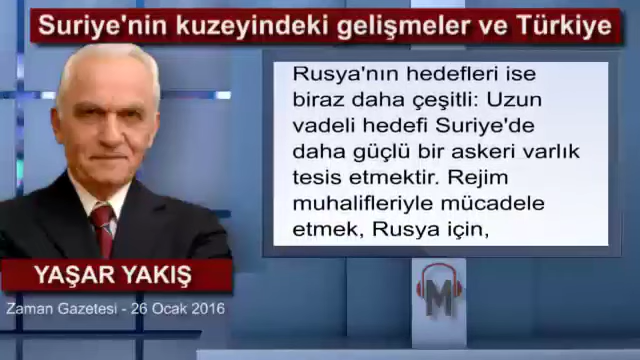 Suriye'nin kuzeyindeki gelişmeler ve Türkiye
Rusya'nın hedefleri ise
biraz daha çeşitli: Uzun
vadeli hedefi Suriye'de
daha güçlü bir askeri varlık
tesis etmektir. Rejim
muhalifleriyle mücadele
etmek, Rusya için,
YAŞAR YAKIŞ
Zaman Gazetesi - 26 Ocak 2016
M